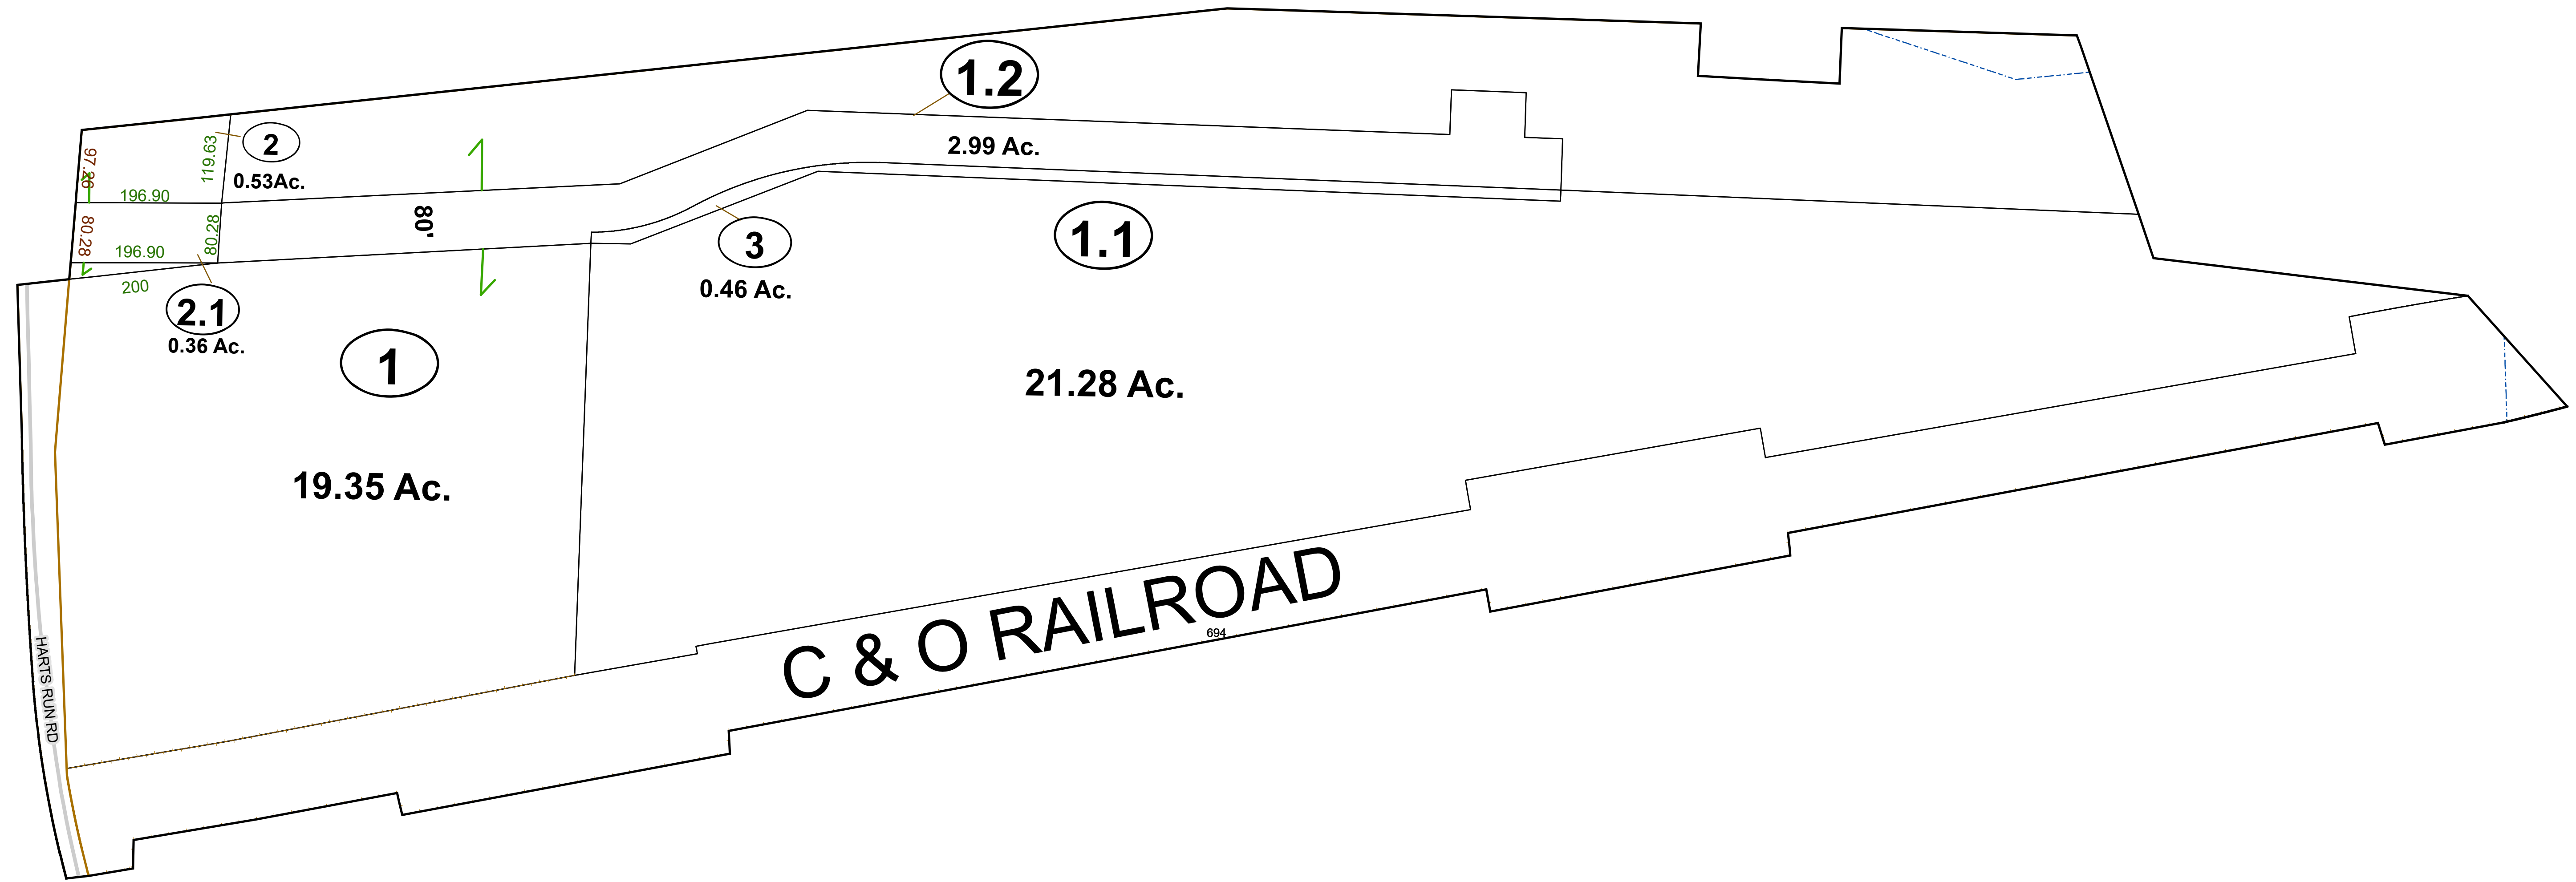 1.2
2.99 Ac.
97.26
119.63
2
0.53Ac.
196.90
80.28
80.28
80'
196.90
200
2.1
0.36 Ac.
3
0.46 Ac.
1.1
21.28 Ac.
1
19.35 Ac.
C & O RAILROAD
694
HARTS RUN RD